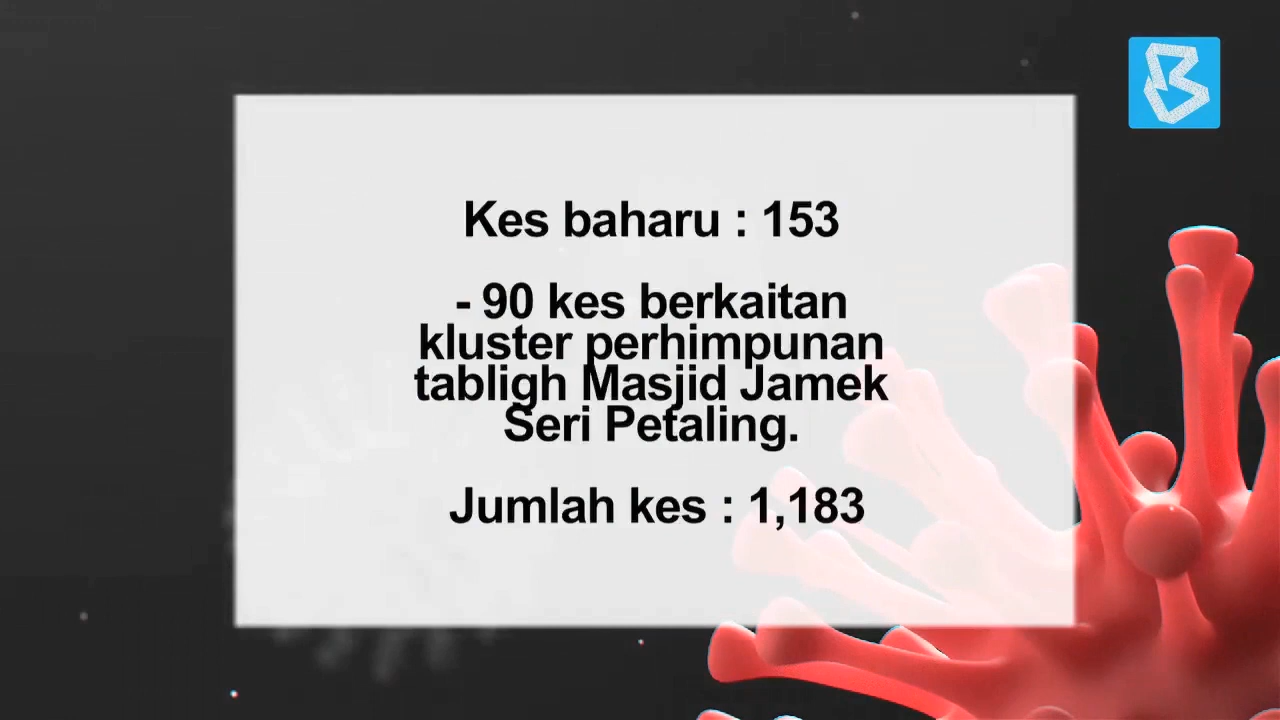 Kes baharu : 153
- 90 kes berkaitan
kluster perhimpunan
tabligh Masjid Jamek
Seri Petaling.
Jumlah kes : 1,183